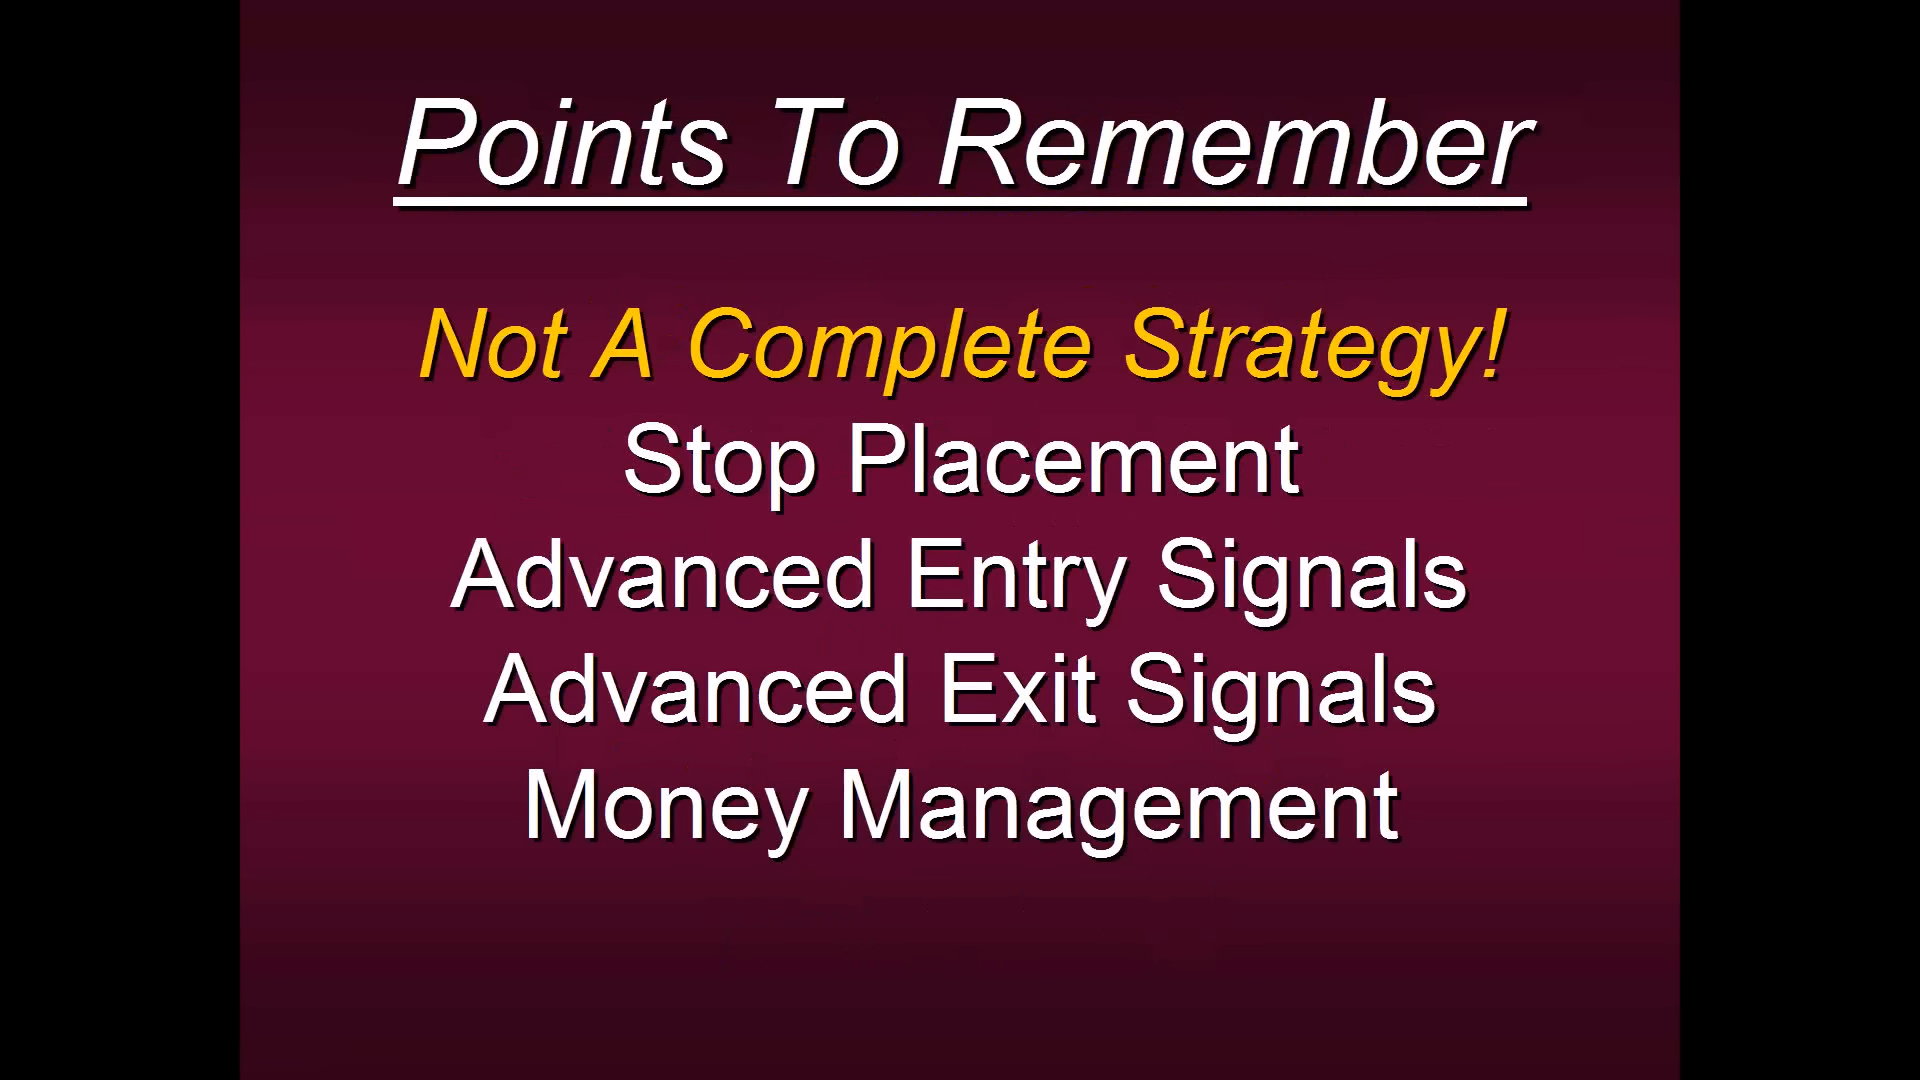 Points To Remember
Not A Complete Strategy!
Stop Placement
Advanced Entry Signals
Advanced Exit Signals
Money Management